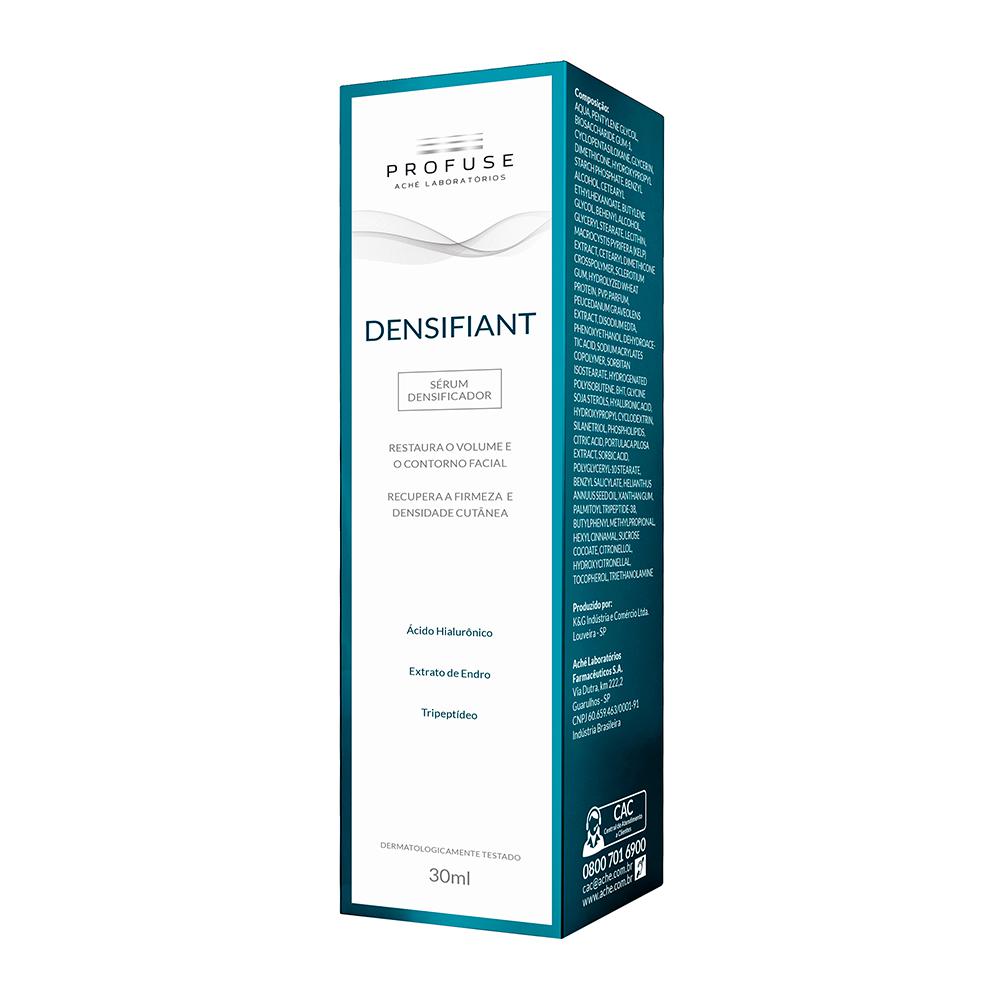 PROFUSE
ACHÉ LABORATÓRIOS
DENSIFIANT
SÉRUM
DENSIFICADOR
RESTAURA O VOLUME E
O CONTORNO FACIAL
RECUPERA A FIRMEZA E
DENSIDADE CUTÂNEA
Ácido Hialurônico
Extrato de Endro
Tripeptídeo
DERMATOLOGICAMENTE TESTADO
30ml
Composição:
AQUA, PENTYLENE GLYCOL,
BIOSACCHARIDE GUM-1,
CYCLOPENTASILOXANE, GLYCERIN,
DIMETHICONE, HYDROXYPROPYL
STARCH PHOSPHATE, BENZYL
ALCOHOL, CETEARYL
ETHYLHEXANOATE, BUTYLENE
GLYCOL, BEHENYL ALCOHOL,
GLYCERYL STEARATE, LECITHIN,
MACROCYSTIS PYRIFERA (KELP)
EXTRACT, CETEARYL DIMETHICONE
CROSSPOLYMER, SCLEROTIUM
GUM, HYDROLYZED WHEAT
PROTEIN, PVP, PARFUM,
PEUCEDANUM GRAVEOLENS
EXTRACT, DISODIUM EDTA,
PHENOXYETHANOL, DEHYDROACE-
TIC ACID, SODIUM ACRYLATES
COPOLYMER, SORBITAN
ISOSTEARATE, HYDROGENATED
POLYISOBUTENE, BHT, GLYCINE
SOJA STEROLS, HYALURONIC ACID,
HYDROXYPROPYL CYCLODEXTRIN,
SILANETRIOL, PHOSPHOLIPIDS,
CITRIC ACID, PORTULACA PILOSA
EXTRACT, SORBIC ACID,
POLYGLYCERYL-10 STEARATE,
BENZYL SALICYLATE, HELIANTHUS
ANNUUS SEED OIL, XANTHAN GUM,
PALMITOYL TRIPEPTIDE-38,
BUTYLPHENYL METHYLPROPIONAL,
HEXYL CINNAMAL, SUCROSE
COCOATE, CITRONELLOL,
HYDROXYCITRONELLAL,
TOCOPHEROL, TRIETHANOLAMINE
Produzido por:
K&G Indústria e Comércio Ltda.
Louveira - SP
Aché Laboratórios
Farmacêuticos S.A.
Via Dutra, km 222,2
Guarulhos - SP
CNPJ 60.659.463/0001-91
Indústria Brasileira
CAC
Central de Atendimento
a Clientes
0800 701 6900
cac@ache.com.br
www.ache.com.br